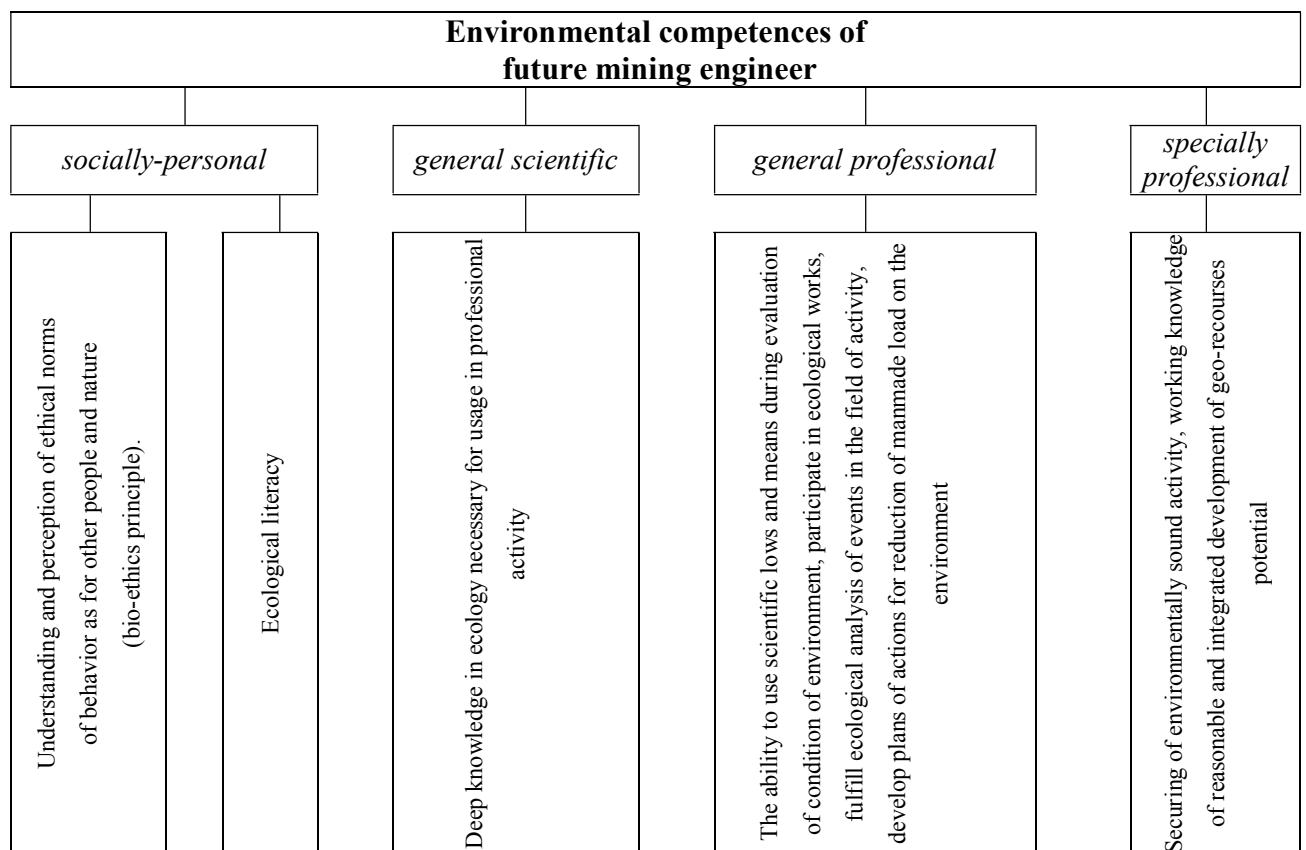 Environmental competences of
future mining engineer
socially-personal
general scientific
general professional
specially
professional
Understanding and perception of ethical norms
of behavior as for other people and nature
(bio-ethics principle).
Ecological literacy
Deep knowledge in ecology necessary for usage in professional
activity
The ability to use scientific lows and means during evaluation
of condition of environment, participate in ecological works,
fulfill ecological analysis of events in the field of activity,
develop plans of actions for reduction of manmade load on the
environment
Securing of environmentally sound activity, working knowledge
of reasonable and integrated development of geo-recourses
potential